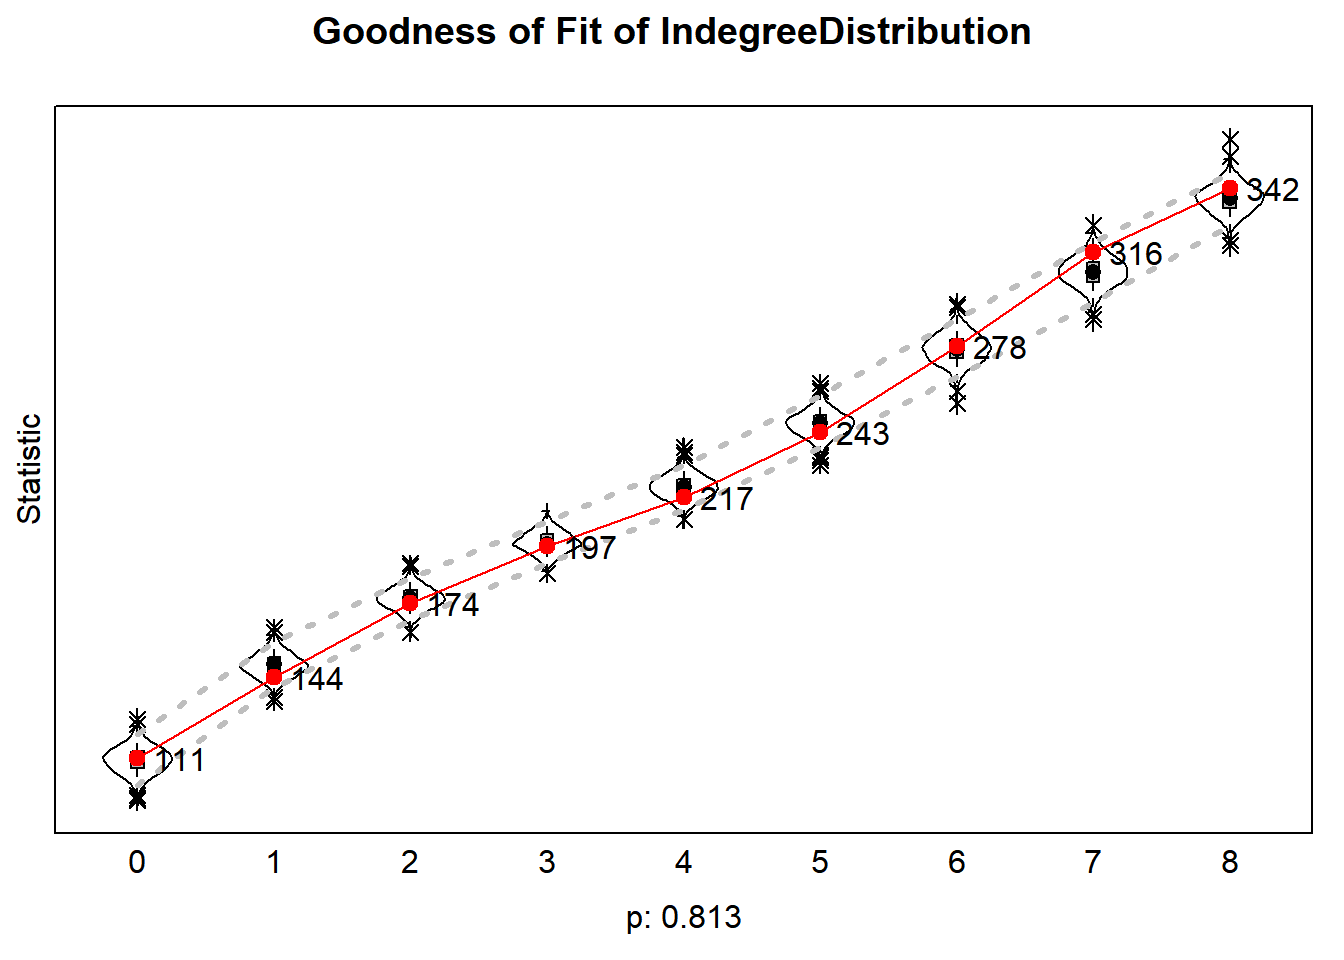 Goodness of Fit of IndegreeDistribution
Statistic
342
316
278
243
217
197
174
144
111
0 1 2 3 4 5 6 7 8
p: 0.813